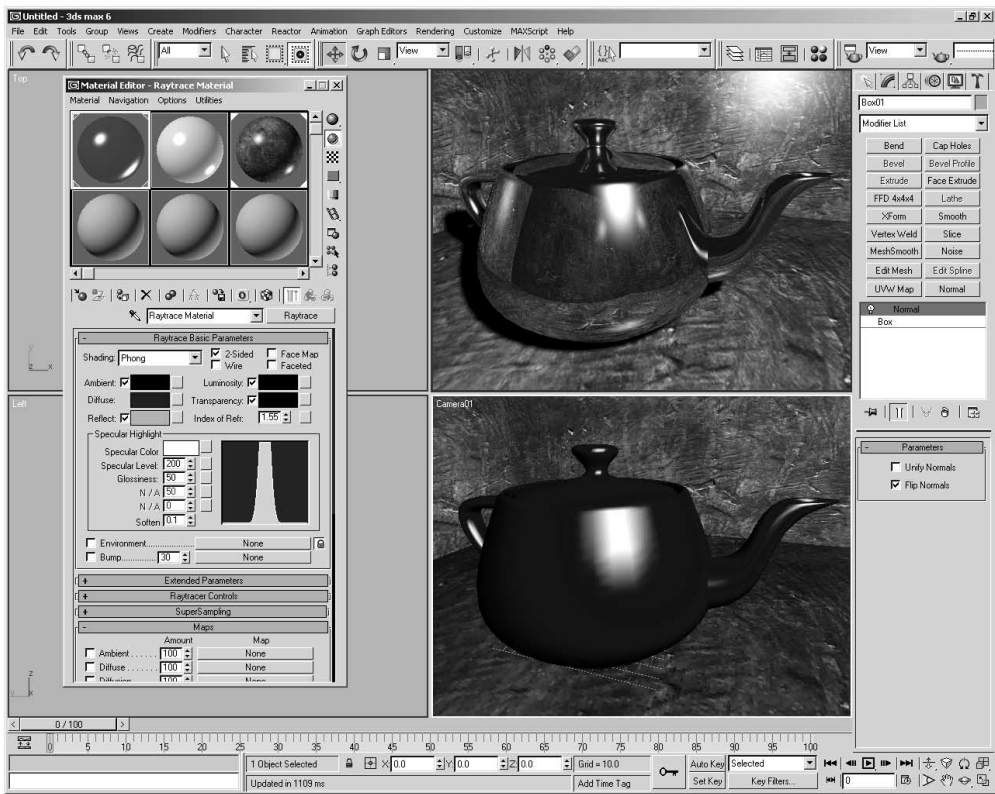 Untitled - 3ds max 6
File Edit Tools Group Views Create Modifiers Character Reactor Animation Graph Editors Rendering Customize MAXScript Help
All
View
ABC
View
Top
Material Editor - Raytrace Material
Material Navigation Options Utilities
Raytrace Material
Raytrace
- Raytrace Basic Parameters
Shading: Phong
2-Sided
Face Map
Wire
Faceted
Ambient:
Luminosity:
Diffuse:
Transparency:
Reflect:
Index of Refr: 1.55
Specular Highlight
Specular Color
Specular Level: 200
Glossiness: 50
N / A 50
N / A 0
Soften 0.1
Environment..................... None
Bump.............. 30 None
+ Extended Parameters
+ Raytracer Controls
+ SuperSampling
- Maps
Amount Map
Ambient . . . . . . 100 None
Diffuse . . . . . . . 100 None
Diffusion . . . . . 100 None
y
z x
Left
z
y x
Camera01
Box01
Modifier List
Bend Cap Holes
Bevel Bevel Profile
Extrude Face Extrude
FFD 4x4x4 Lathe
XForm Smooth
Vertex Weld Slice
MeshSmooth Noise
Edit Mesh Edit Spline
UVW Map Normal
Normal
Box
- Parameters
Unify Normals
Flip Normals
< 0 / 100 >
0 5 10 15 20 25 30 35 40 45 50 55 60 65 70 75 80 85 90 95 100
1 Object Selected X: 0.0 Y: 0.0 Z: 0.0 Grid = 10.0 Auto Key Selected
Updated in 1109 ms Add Time Tag Set Key Key Filters... 0